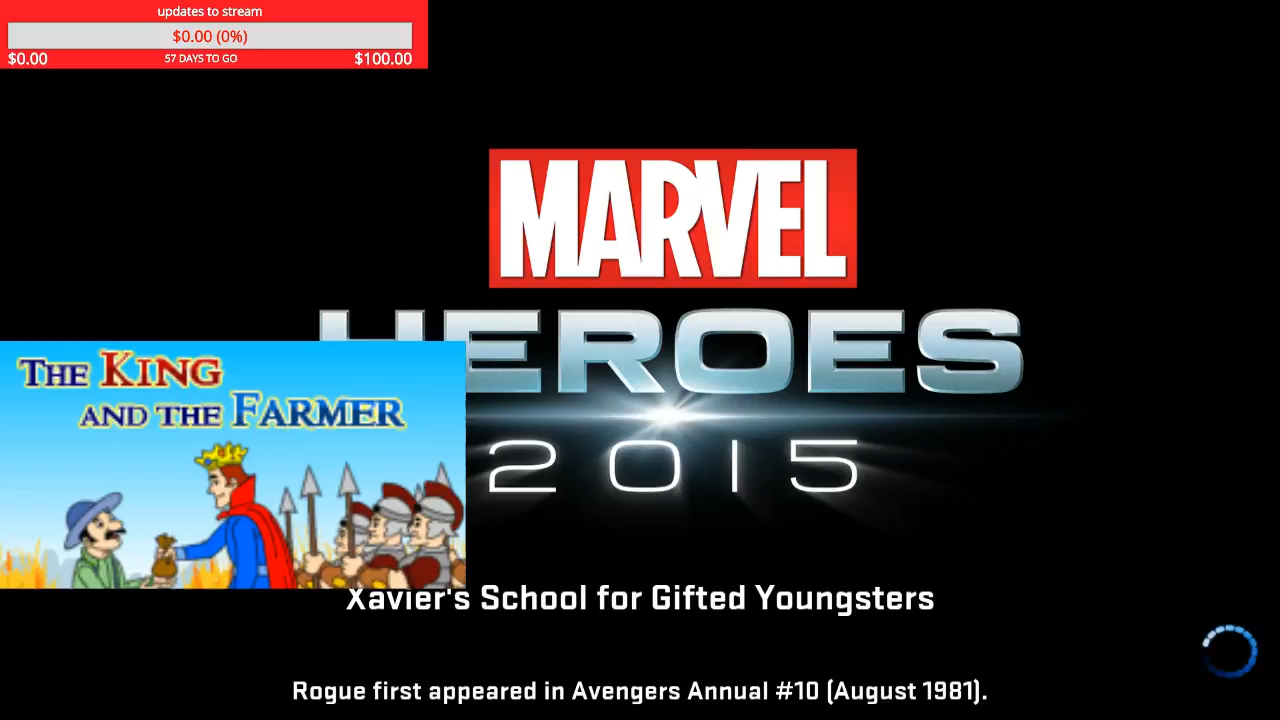 updates to stream
$0.00 (0%)
$0.00 57 DAYS TO GO $100.00
MARVEL
HEROES
2015
THE KING
AND THE FARMER
Xavier's School for Gifted Youngsters
Rogue first appeared in Avengers Annual #10 (August 1981).